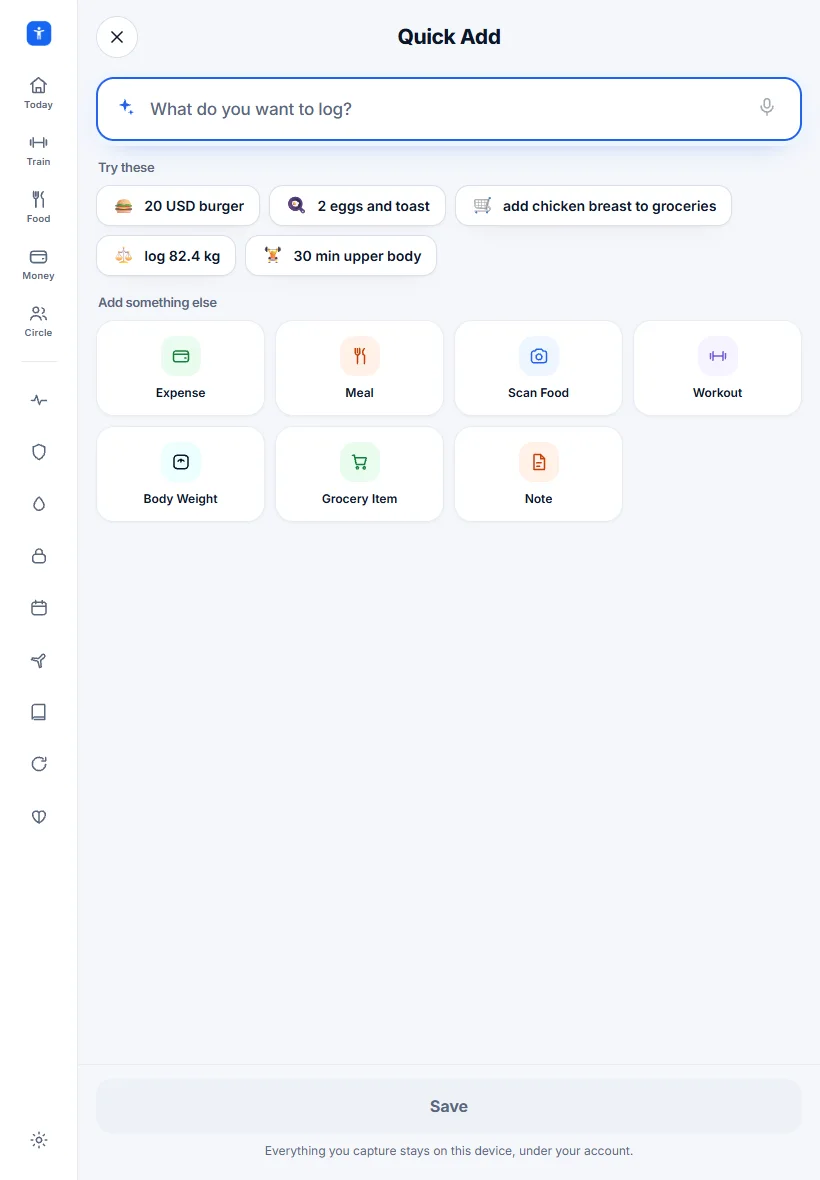 Quick Add
Today
Train
Food
Money
Circle
What do you want to log?
Try these
20 USD burger
2 eggs and toast
add chicken breast to groceries
log 82.4 kg
30 min upper body
Add something else
Expense
Meal
Scan Food
Workout
Body Weight
Grocery Item
Note
Save
Everything you capture stays on this device, under your account.